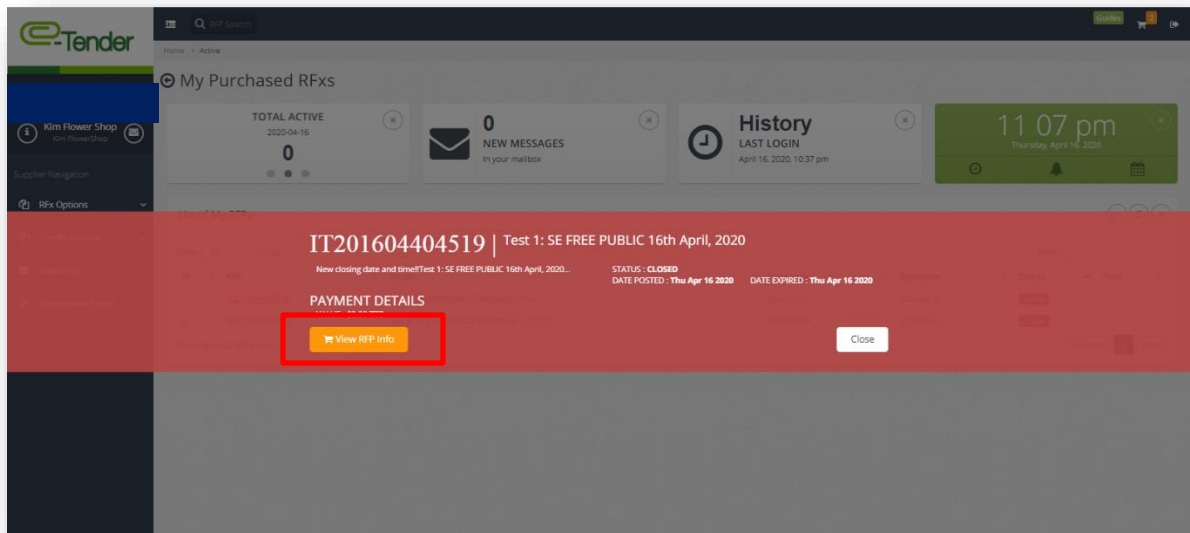 e-Tender
RFP Search
Guides
2
Home > Active
My Purchased RFxs
Kim Flower Shop
Kim FlowerShop
TOTAL ACTIVE
2020-04-16
0
0
NEW MESSAGES
In your mailbox
History
LAST LOGIN
April 16, 2020, 10:37 pm
11 07 pm
Thursday, April 16, 2020
Supplier Navigation
RFx Options
IT201604404519 | Test 1: SE FREE PUBLIC 16th April, 2020
New closing date and time!!Test 1: SE FREE PUBLIC 16th April, 2020...
STATUS : CLOSED
DATE POSTED : Thu Apr 16 2020 DATE EXPIRED : Thu Apr 16 2020
PAYMENT DETAILS
View RFP Info
Close